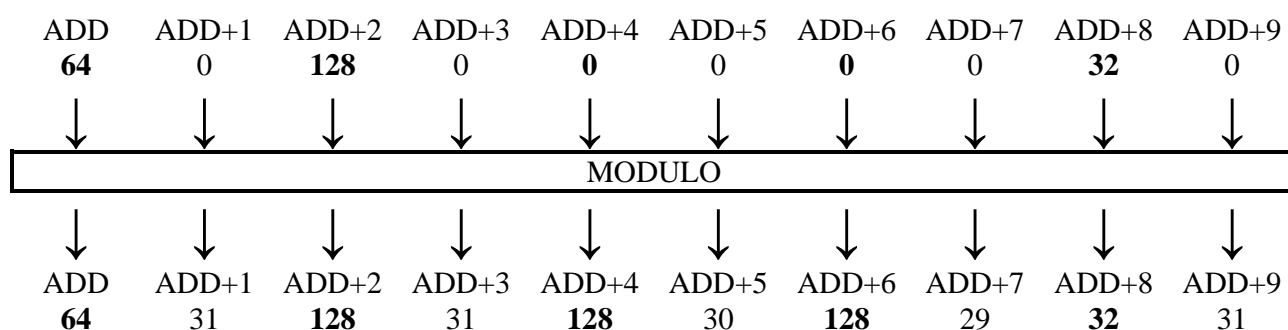 ADD ADD+1 ADD+2 ADD+3 ADD+4 ADD+5 ADD+6 ADD+7 ADD+8 ADD+9
64 0 128 0 0 0 0 0 32 0
MODULO
ADD ADD+1 ADD+2 ADD+3 ADD+4 ADD+5 ADD+6 ADD+7 ADD+8 ADD+9
64 31 128 31 128 30 128 29 32 31